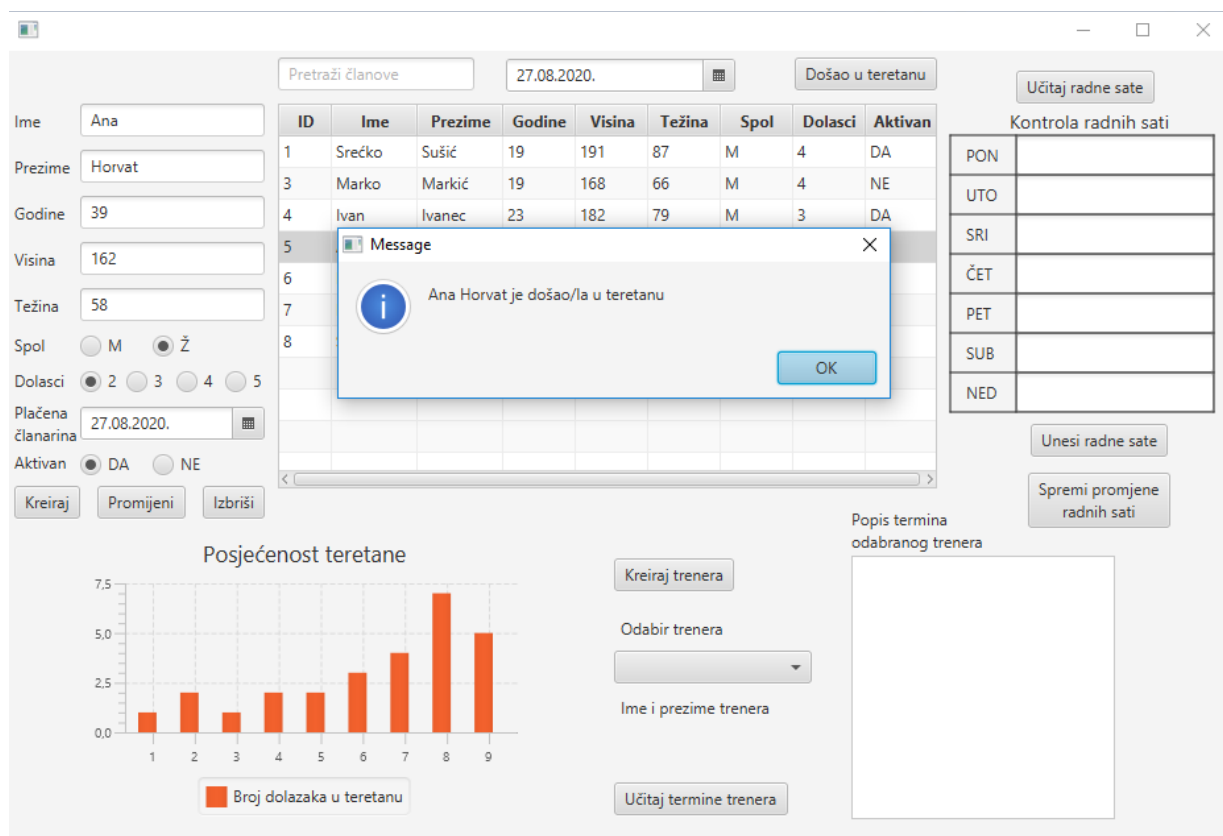 Pretraži članove
27.08.2020.
Došao u teretanu
Učitaj radne sate
Ime
Ana
Prezime
Horvat
Godine
39
Visina
162
Težina
58
Spol M Ž
Dolasci 2 3 4 5
Plačena
članarina
27.08.2020.
Aktivan DA NE
Kreiraj Promijeni Izbriši
ID Ime Prezime Godine Visina Težina Spol Dolasci Aktivan
1 Srećko Sušić 19 191 87 M 4 DA
3 Marko Markić 19 168 66 M 4 NE
4 Ivan Ivanec 23 182 79 M 3 DA
5
6
7
8
Message
Ana Horvat je došao/la u teretanu
OK
Kontrola radnih sati
PON
UTO
SRI
ČET
PET
SUB
NED
Unesi radne sate
Spremi promjene
radnih sati
Posjećenost teretane
7,5
5,0
2,5
0,0
1 2 3 4 5 6 7 8 9
Broj dolazaka u teretanu
Kreiraj trenera
Odabir trenera
Ime i prezime trenera
Učitaj termine trenera
Popis termina
odabranog trenera